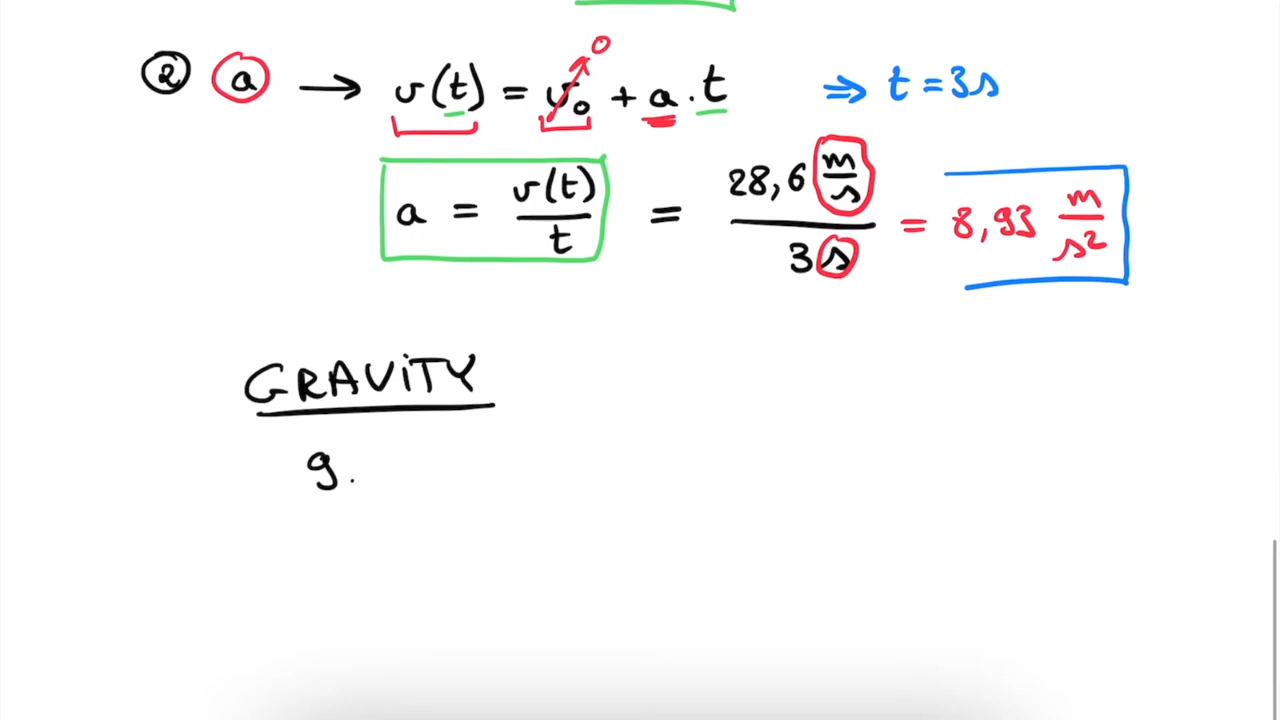 ② a → v(t) = v₀ 0 + a · t ⇒ t = 3s
a = v(t)/t = 28,6 m/s / 3 s = 8,93 m/s²
GRAViTY
g.